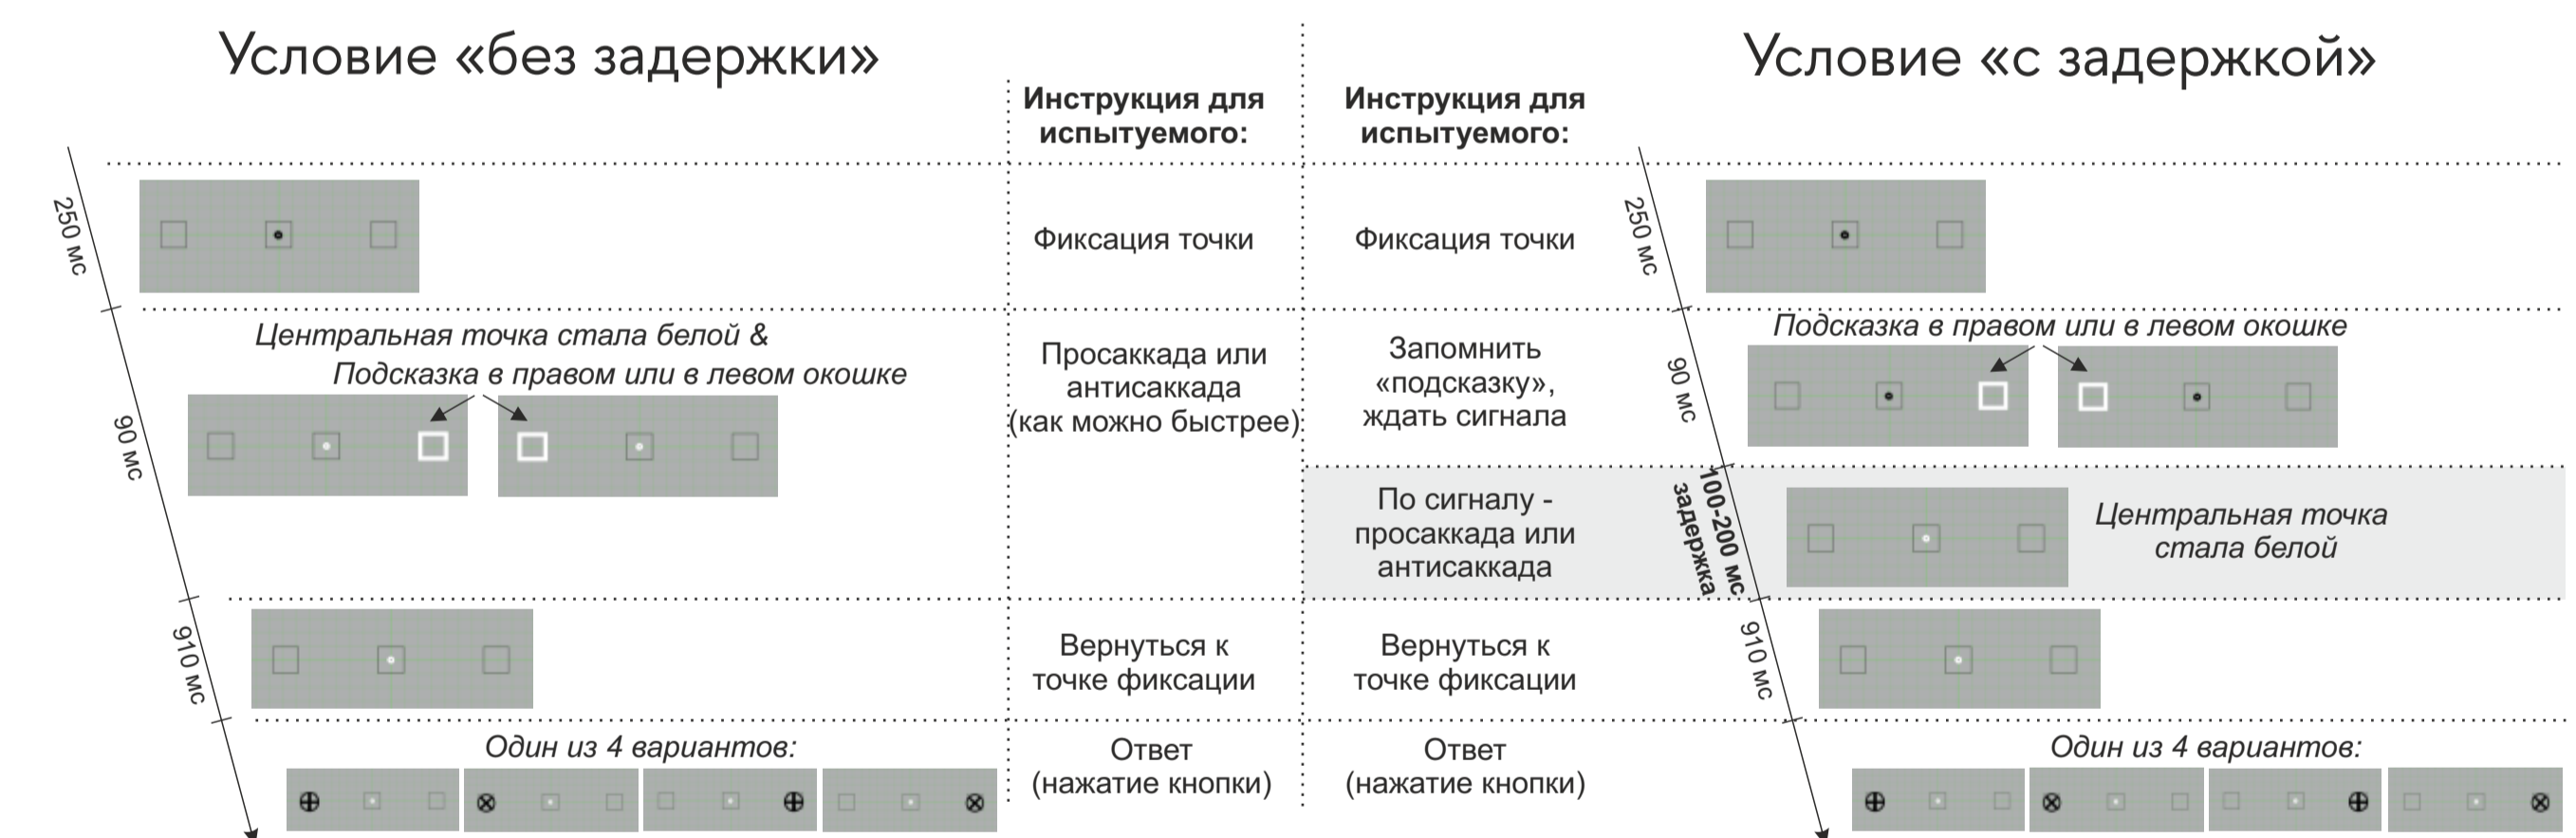 Условие «без задержки»
Условие «с задержкой»
Инструкция для
испытуемого:
Инструкция для
испытуемого:
250 мс
Фиксация точки
Фиксация точки
250 мс
Центральная точка стала белой &
Подсказка в правом или в левом окошке
90 мс
Просаккада или
антисаккада
(как можно быстрее)
Запомнить
«подсказку»,
ждать сигнала
90 мс
Подсказка в правом или в левом окошке
По сигналу -
просаккада или
антисаккада
100-200 мс
задержка
Центральная точка
стала белой
910 мс
Вернуться к
точке фиксации
Вернуться к
точке фиксации
910 мс
Один из 4 вариантов:
Ответ
(нажатие кнопки)
Ответ
(нажатие кнопки)
Один из 4 вариантов: